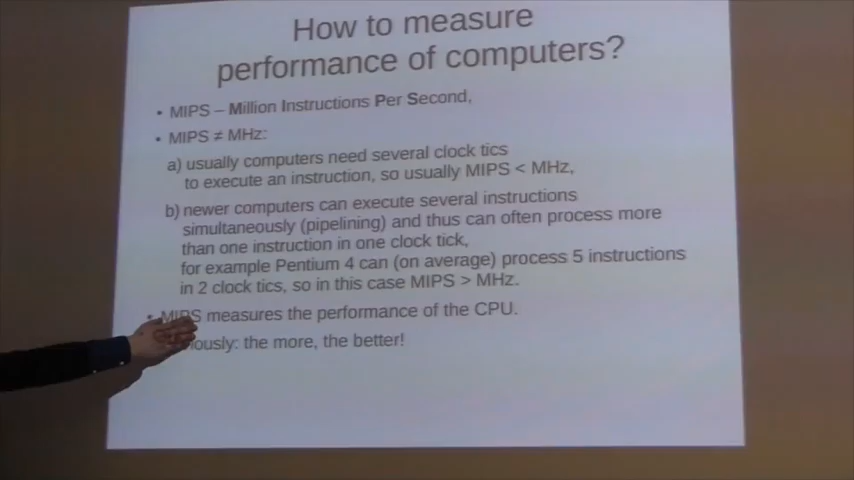 How to measure
performance of computers?
• MIPS – Million Instructions Per Second,
• MIPS ≠ MHz:
a) usually computers need several clock tics
to execute an instruction, so usually MIPS < MHz,
b) newer computers can execute several instructions
simultaneously (pipelining) and thus can often process more
than one instruction in one clock tick,
for example Pentium 4 can (on average) process 5 instructions
in 2 clock tics, so in this case MIPS > MHz.
• MIPS measures the performance of the CPU.
the more, the better!